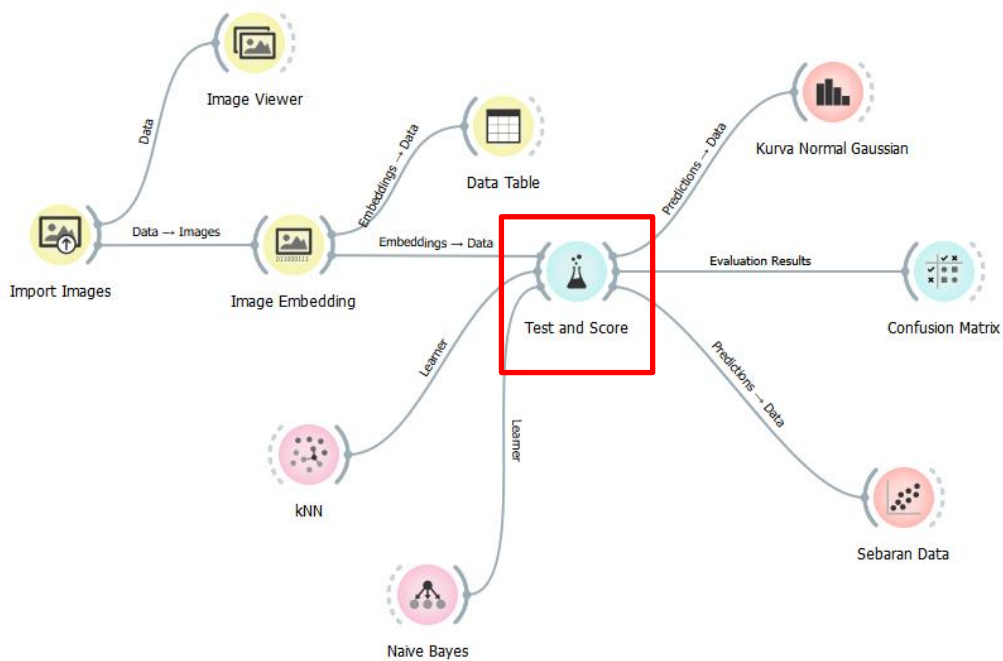 Image Viewer
Data
Import Images
Data → Images
011000111
Image Embedding
Embeddings → Data
Data Table
Embeddings → Data
Learner
kNN
Learner
Naive Bayes
Test and Score
Predictions → Data
Kurva Normal Gaussian
Evaluation Results
Confusion Matrix
Predictions → Data
Sebaran Data